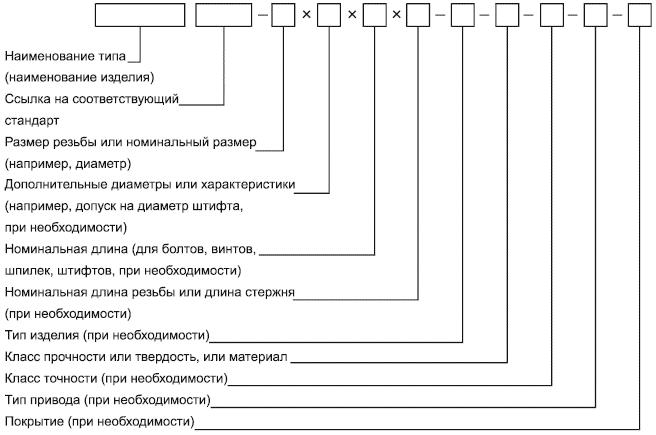 – × × × – – – – –
Наименование типа
(наименование изделия)
Ссылка на соответствующий
стандарт
Размер резьбы или номинальный размер
(например, диаметр)
Дополнительные диаметры или характеристики
(например, допуск на диаметр штифта,
при необходимости)
Номинальная длина (для болтов, винтов,
шпилек, штифтов, при необходимости)
Номинальная длина резьбы или длина стержня
(при необходимости)
Тип изделия (при необходимости)
Класс прочности или твердость, или материал
Класс точности (при необходимости)
Тип привода (при необходимости)
Покрытие (при необходимости)